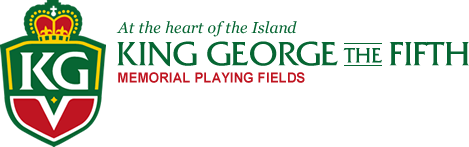 At the heart of the Island
KING GEORGE THE FIFTH
MEMORIAL PLAYING FIELDS
KG
V